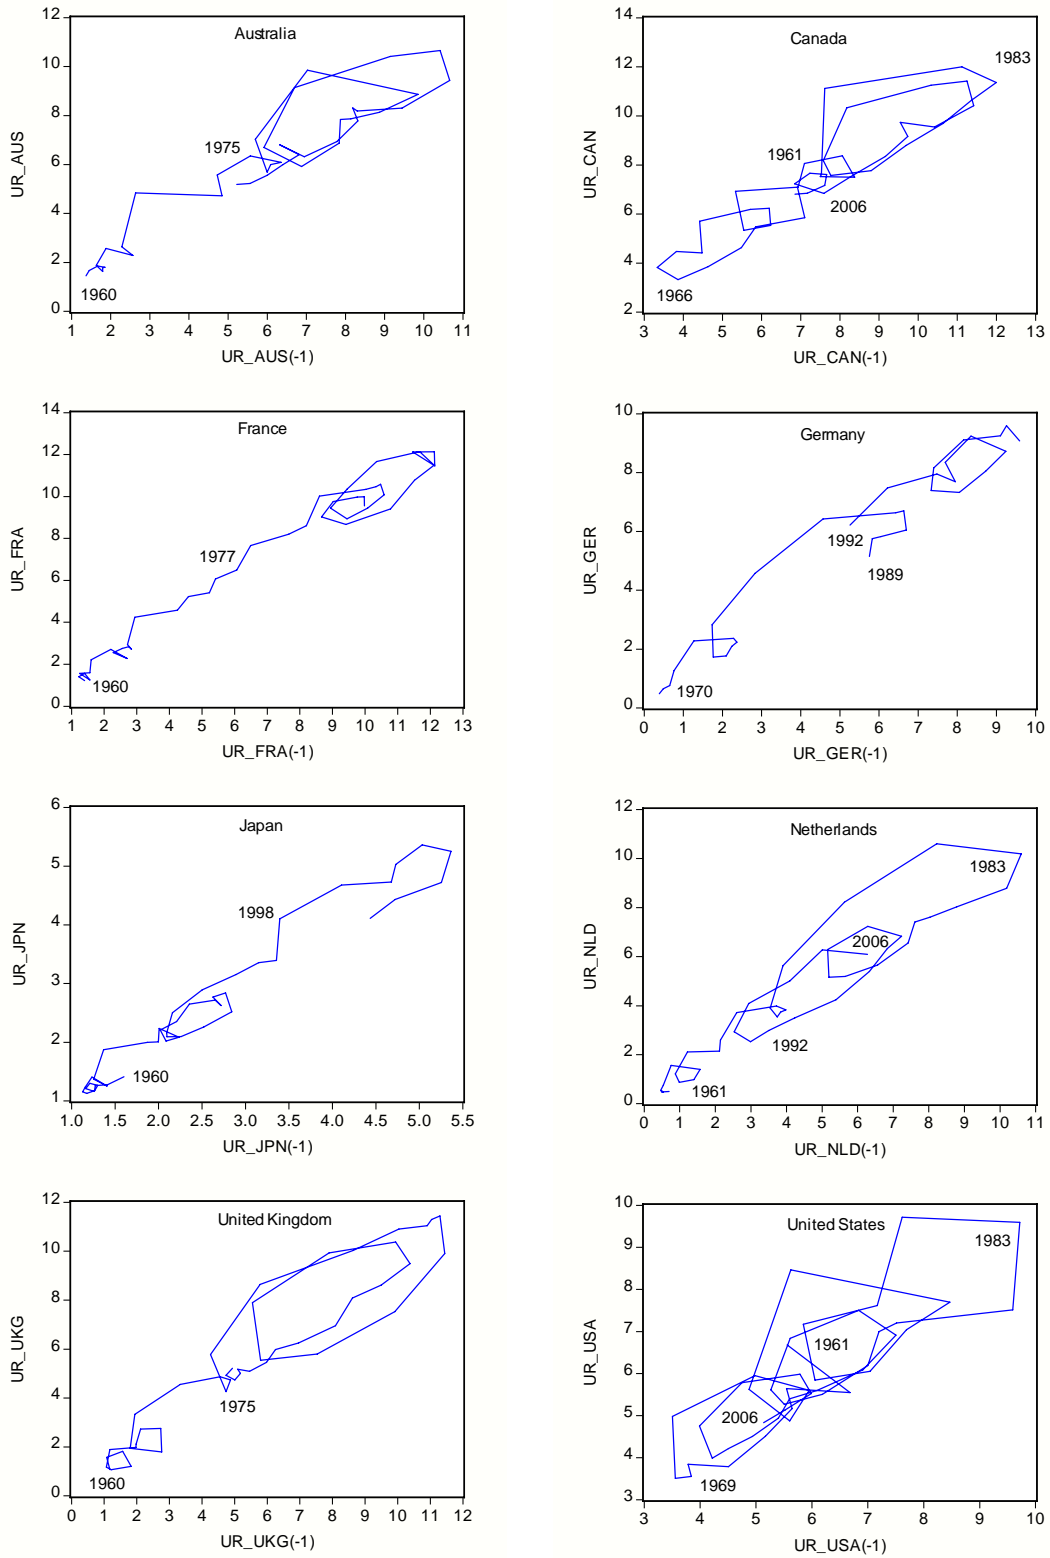 12
10
8
6
4
2
0
UR_AUS
Australia
1975
1960
1 2 3 4 5 6 7 8 9 10 11
UR_AUS(-1)
14
12
10
8
6
4
2
UR_CAN
Canada
1983
1961
2006
1966
3 4 5 6 7 8 9 10 11 12 13
UR_CAN(-1)
14
12
10
8
6
4
2
0
UR_FRA
France
1977
1960
1 2 3 4 5 6 7 8 9 10 11 12 13
UR_FRA(-1)
10
8
6
4
2
0
UR_GER
Germany
1992
1989
1970
0 1 2 3 4 5 6 7 8 9 10
UR_GER(-1)
6
5
4
3
2
1
UR_JPN
Japan
1998
1960
1.0 1.5 2.0 2.5 3.0 3.5 4.0 4.5 5.0 5.5
UR_JPN(-1)
12
10
8
6
4
2
0
UR_NLD
Netherlands
1983
2006
1992
1961
0 1 2 3 4 5 6 7 8 9 10 11
UR_NLD(-1)
12
10
8
6
4
2
0
UR_UKG
United Kingdom
1975
1960
0 1 2 3 4 5 6 7 8 9 10 11 12
UR_UKG(-1)
10
9
8
7
6
5
4
3
UR_USA
United States
1983
1961
2006
1969
3 4 5 6 7 8 9 10
UR_USA(-1)